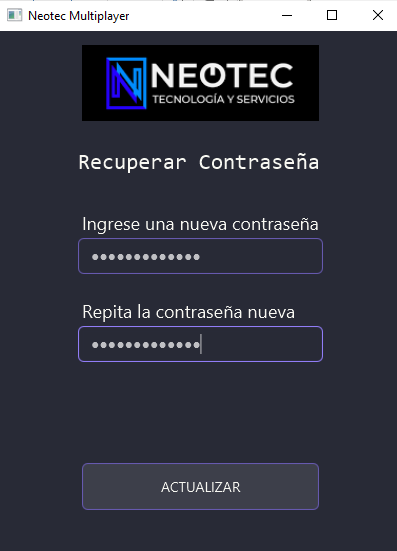 Neotec Multiplayer
NEOTEC
TECNOLOGÍA Y SERVICIOS
Recuperar Contraseña
Ingrese una nueva contraseña
•••••••••••••
Repita la contraseña nueva
•••••••••••••
ACTUALIZAR